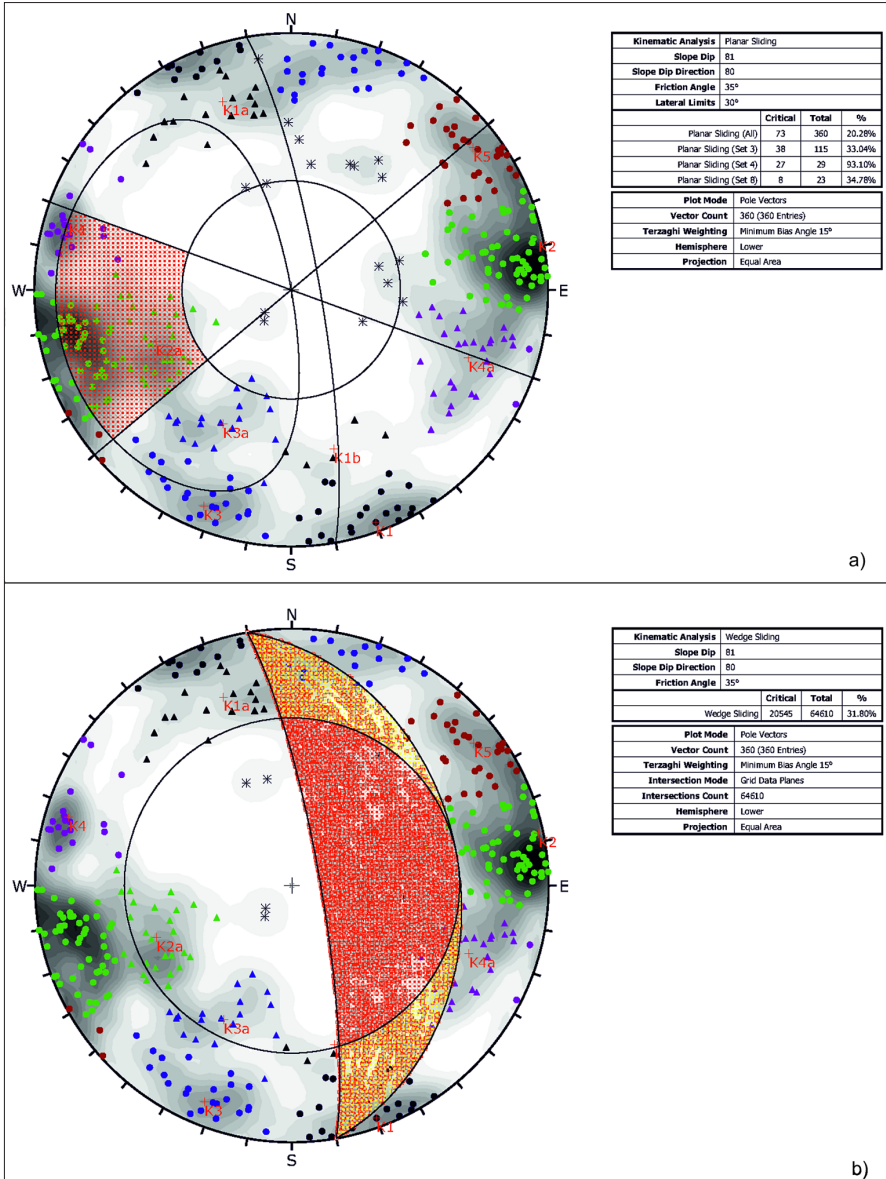 N
K1a
K5
K4
K2
W
E
K2a
K4a
K3a
K1b
K3
K1
S
a)
Kinematic Analysis Planar Sliding
Slope Dip 81
Slope Dip Direction 80
Friction Angle 35°
Lateral Limits 30°
Critical Total %
Planar Sliding (All) 73 360 20.28%
Planar Sliding (Set 3) 38 115 33.04%
Planar Sliding (Set 4) 27 29 93.10%
Planar Sliding (Set 8) 8 23 34.78%
Plot Mode Pole Vectors
Vector Count 360 (360 Entries)
Terzaghi Weighting Minimum Bias Angle 15°
Hemisphere Lower
Projection Equal Area
N
K1a
K5
K4
K2
W
E
K2a
K4a
K3a
K3
K1
S
b)
Kinematic Analysis Wedge Sliding
Slope Dip 81
Slope Dip Direction 80
Friction Angle 35°
Critical Total %
Wedge Sliding 20545 64610 31.80%
Plot Mode Pole Vectors
Vector Count 360 (360 Entries)
Terzaghi Weighting Minimum Bias Angle 15°
Intersection Mode Grid Data Planes
Intersections Count 64610
Hemisphere Lower
Projection Equal Area